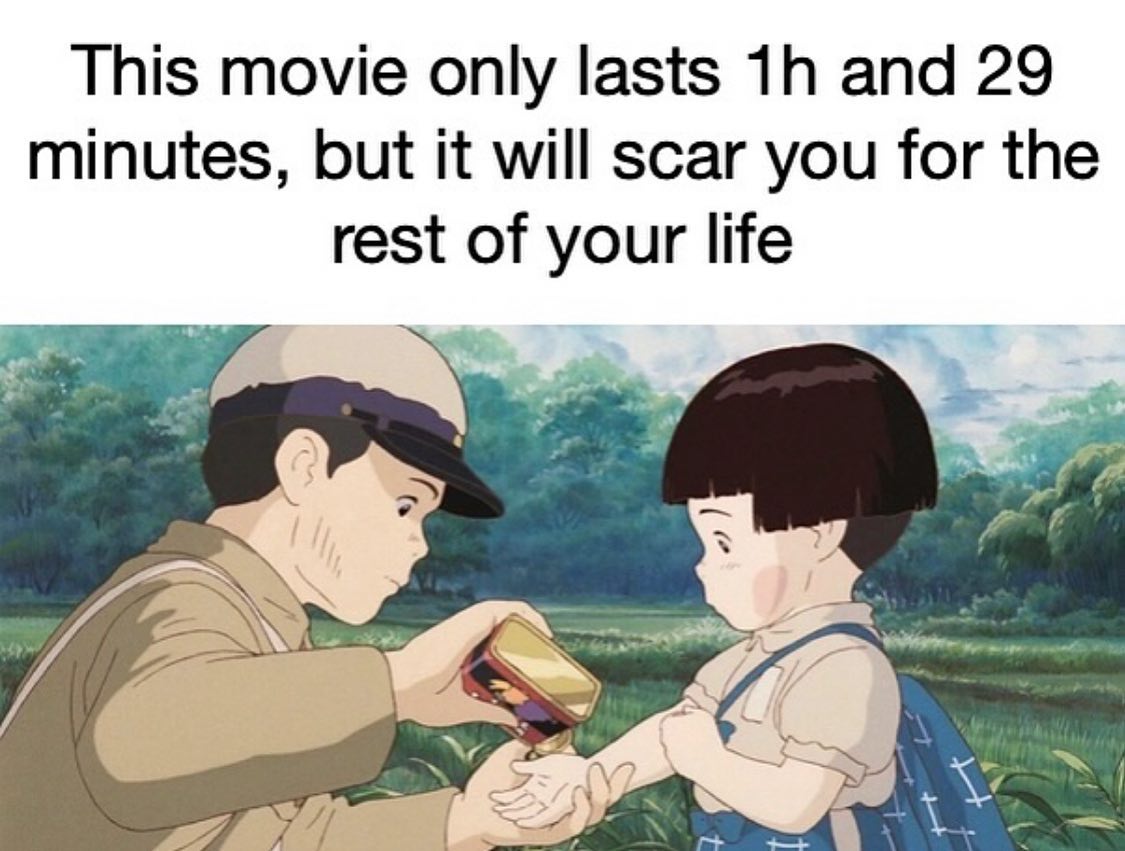 This movie only lasts 1h and 29
minutes, but it will scar you for the
rest of your life